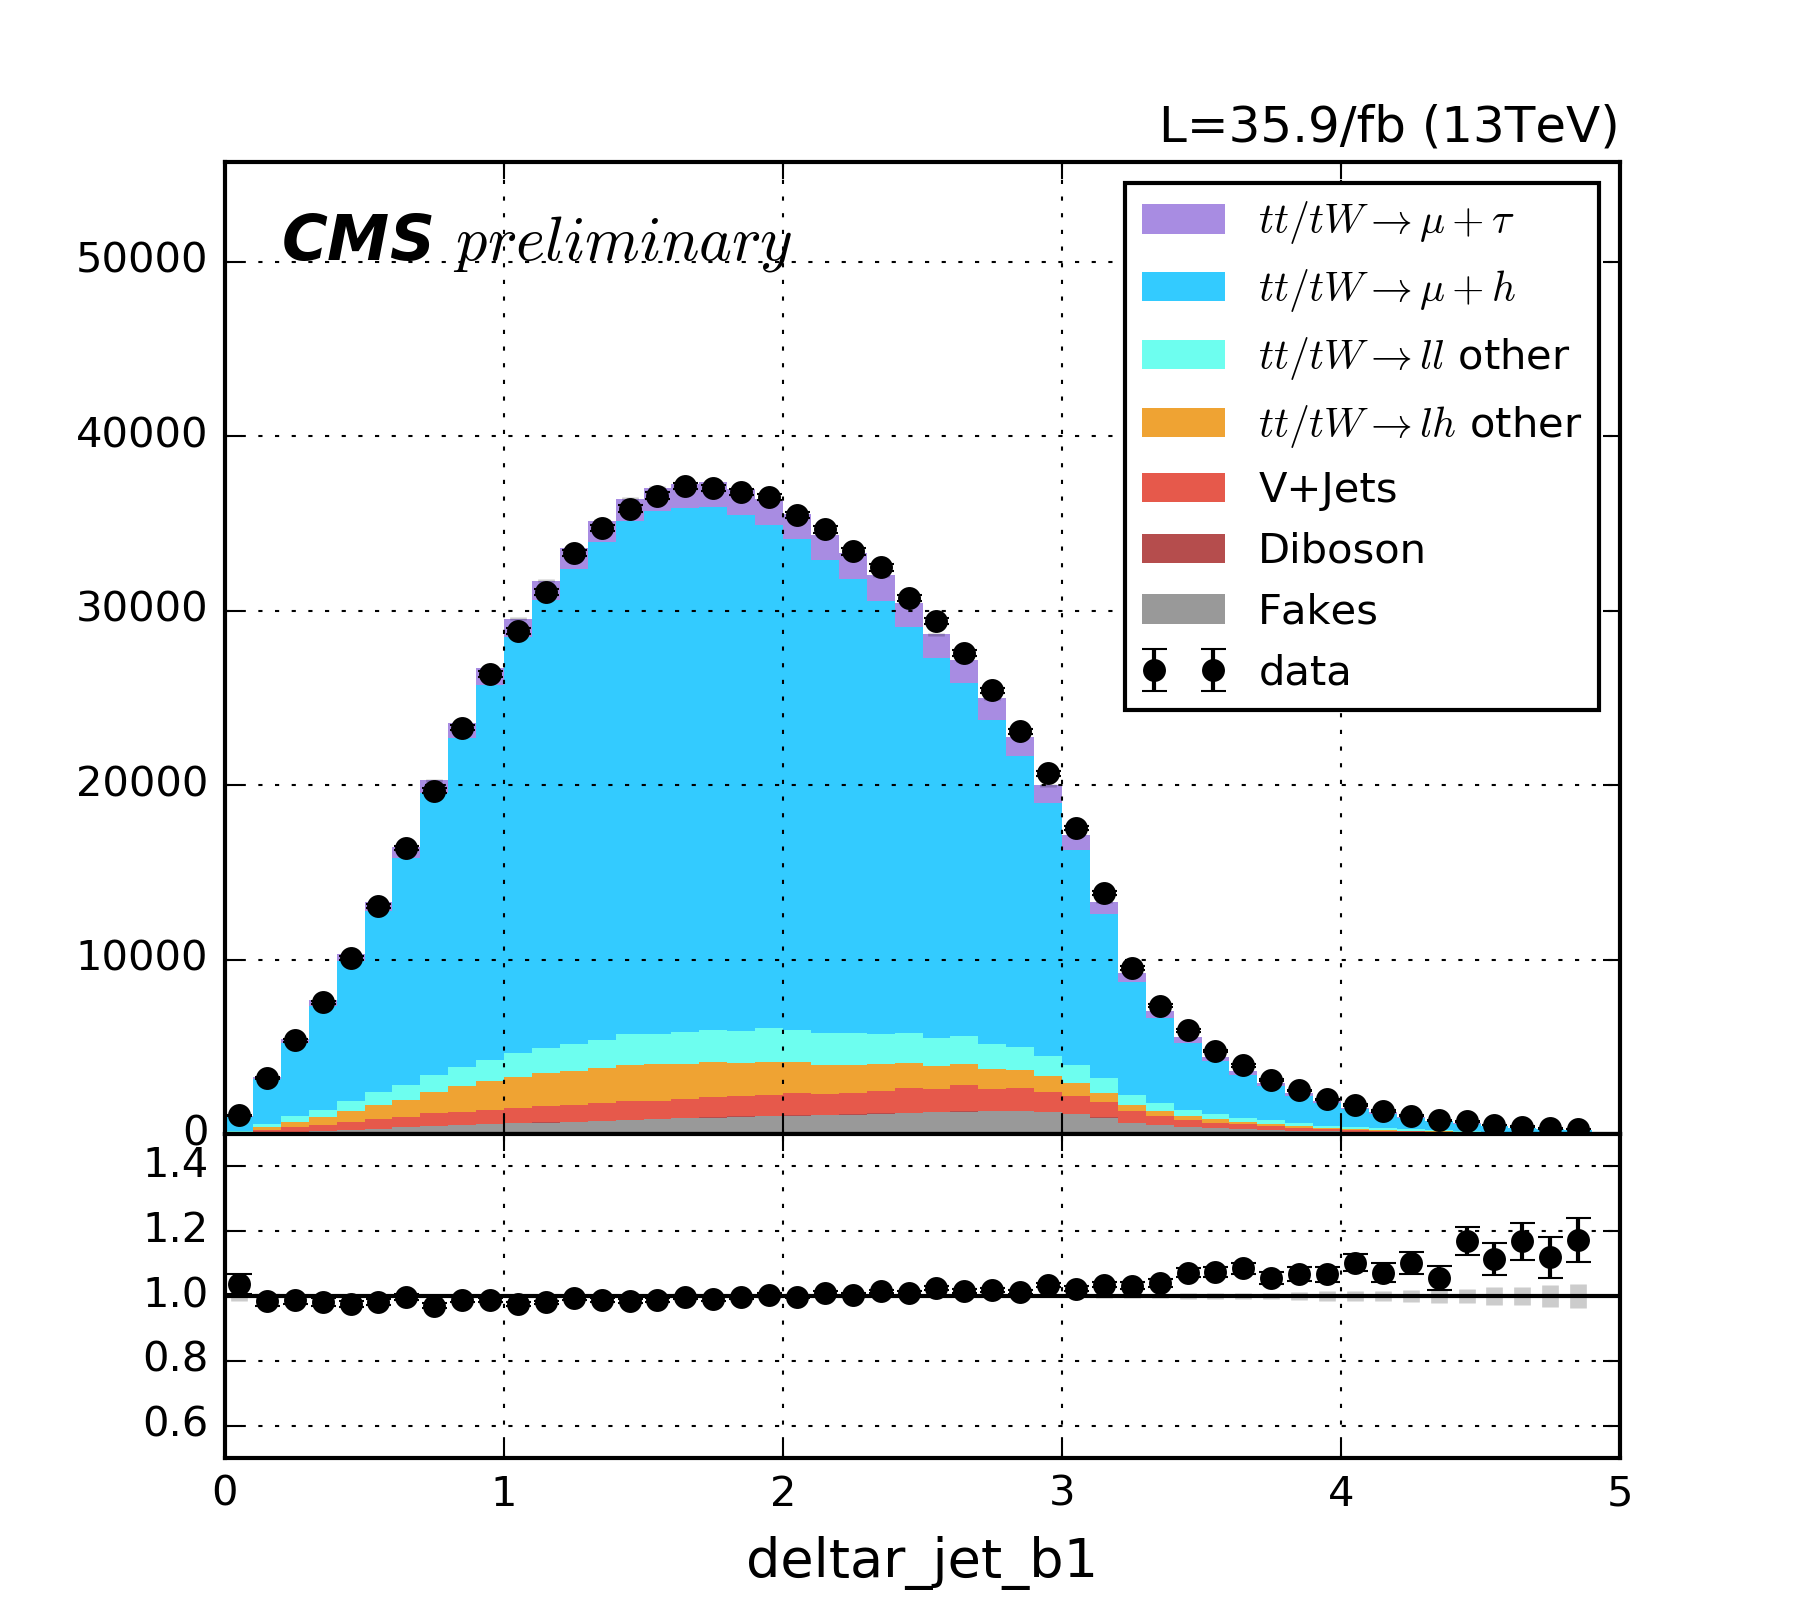 L=35.9/fb (13TeV)
CMS preliminary
tt/tW→μ+τ
tt/tW→μ+h
tt/tW→ll other
tt/tW→lh other
V+Jets
Diboson
Fakes
data
50000
40000
30000
20000
10000
0
1.4
1.2
1.0
0.8
0.6
0 1 2 3 4 5
deltar_jet_b1